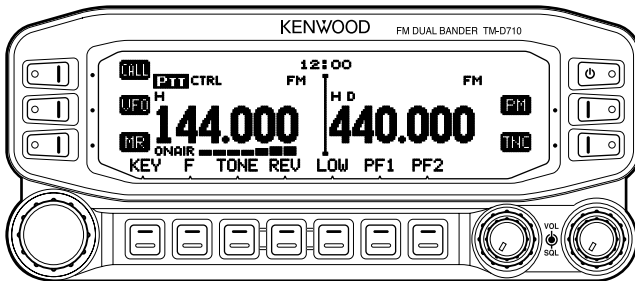 KENWOOD FM DUAL BANDER TM-D710
CALL 12:00
PTT CTRL FM FM
VFO H H D PM
144.000 440.000
MR ONAIR TNC
KEY F TONE REV LOW PF1 PF2
VOL
SQL